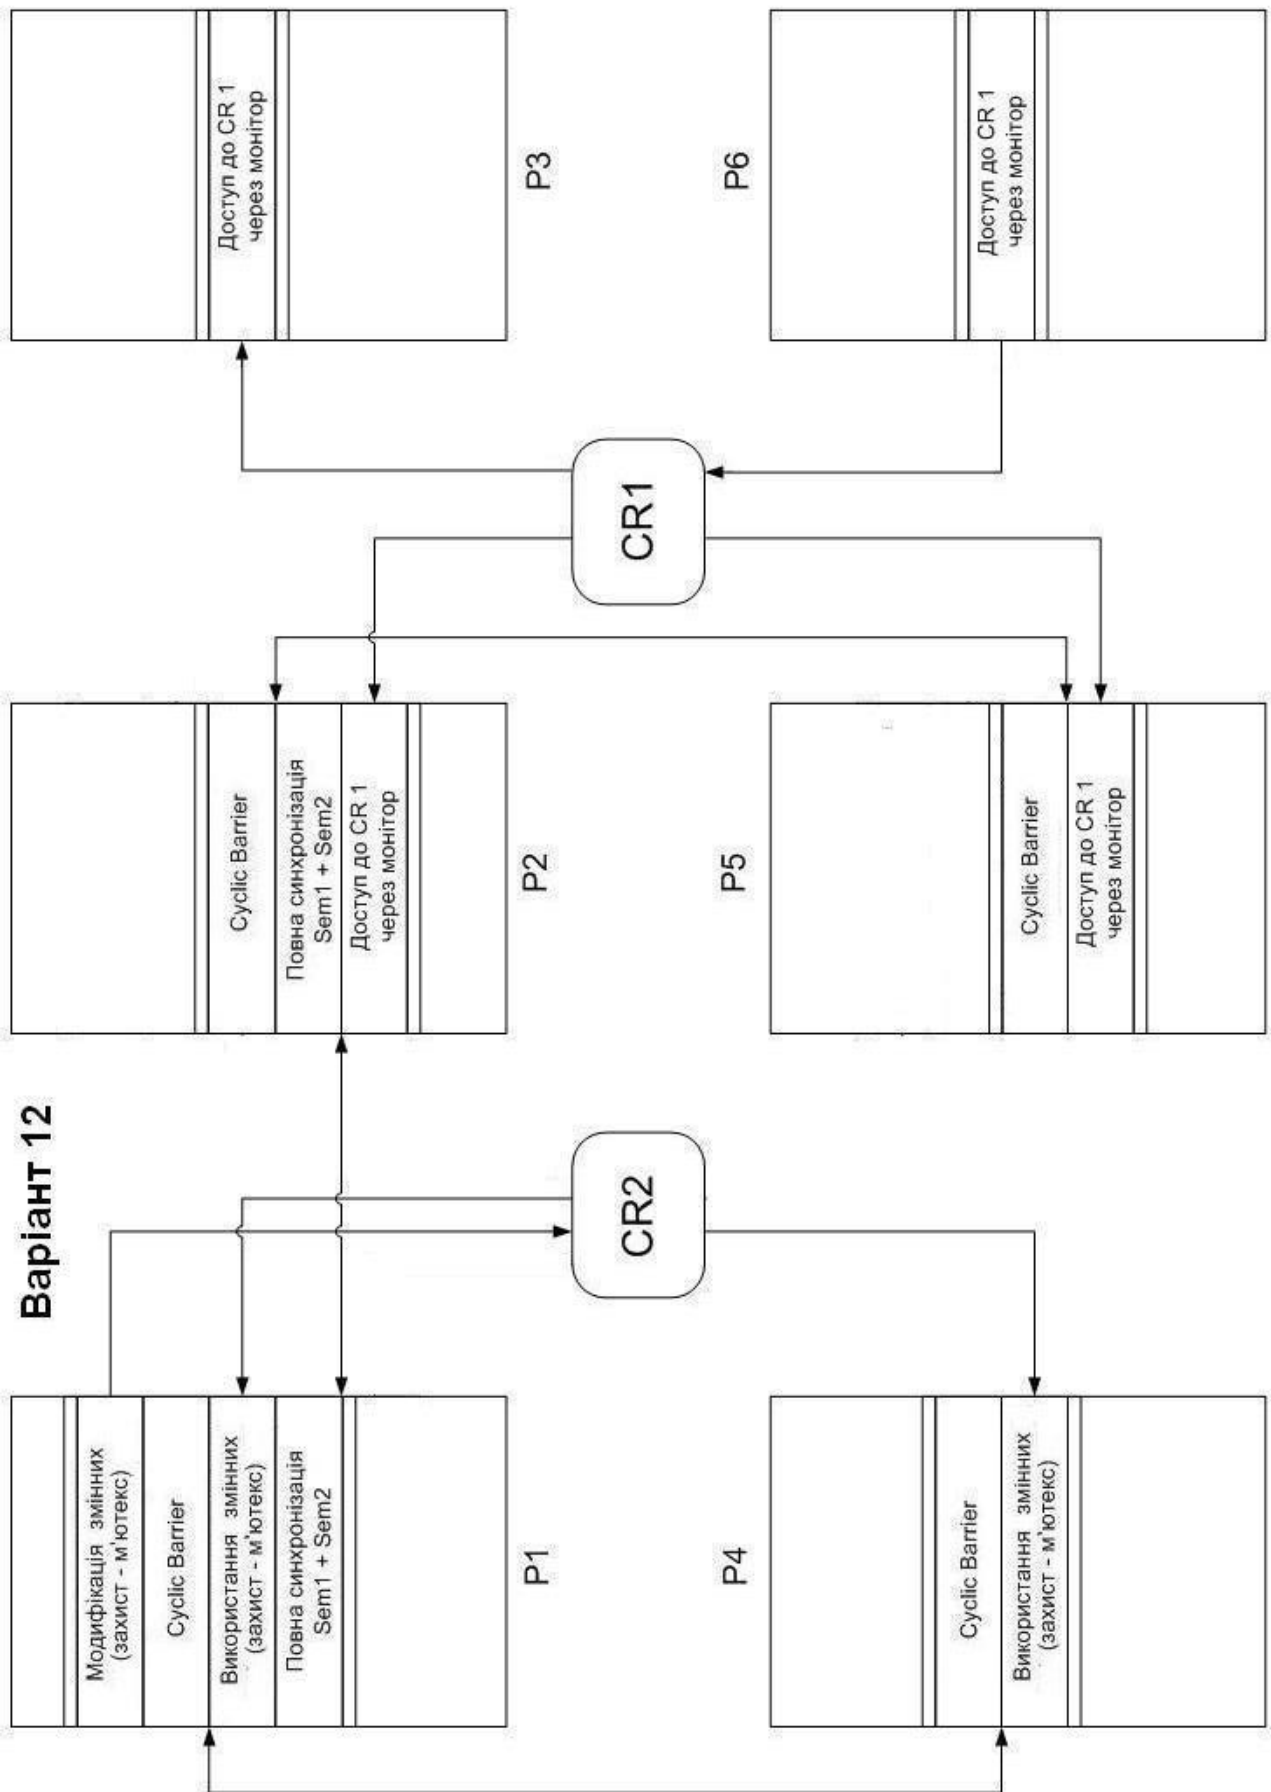 Варіант 12
Модифікація змінних
(захист - м'ютекс)
Cyclic Barrier
Використання змінних
(захист - м'ютекс)
Повна синхронізація
Sem1 + Sem2
P1
Cyclic Barrier
Повна синхронізація
Sem1 + Sem2
Доступ до CR 1
через монітор
P2
Доступ до CR 1
через монітор
P3
CR2
CR1
P4
Cyclic Barrier
Використання змінних
(захист - м'ютекс)
P5
Cyclic Barrier
Доступ до CR 1
через монітор
P6
Доступ до CR 1
через монітор